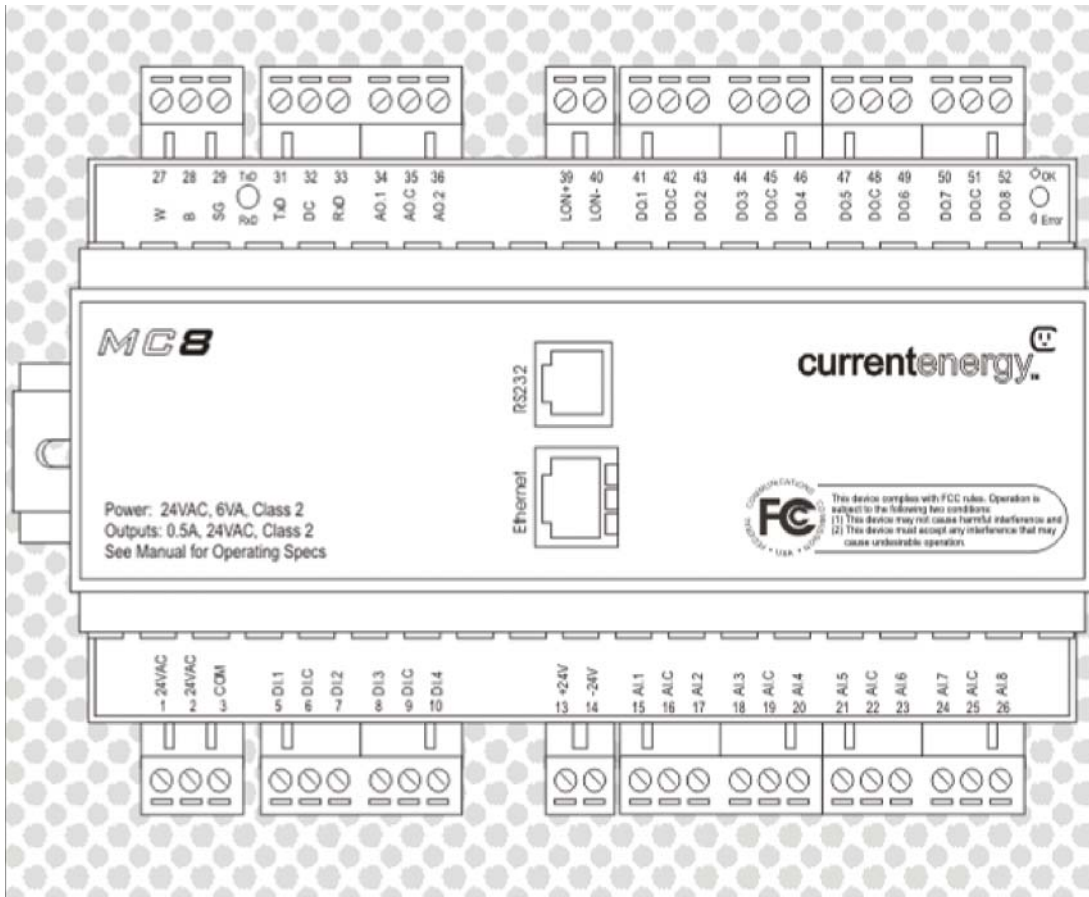 27 28 29 TxD 31 32 33 34 35 36 39 40 41 42 43 44 45 46 47 48 49 50 51 52 OK
W B SG RxD TxD DC RxD AO.1 AO.C AO.2 LON+ LON- DO.1 DO.C DO.2 DO.3 DO.C DO.4 DO.5 DO.C DO.6 DO.7 DO.C DO.8 Error
MC8
RS232
currentenergy
Ethernet
Power: 24VAC, 6VA, Class 2
Outputs: 0.5A, 24VAC, Class 2
See Manual for Operating Specs
FEDERAL COMMUNICATIONS COMMISSION • USA •
FCC
This device complies with FCC rules. Operation is
subject to the following two conditions:
(1) This device may not cause harmful interference and
(2) This device must accept any interference that may
cause undesirable operation.
24VAC 24VAC COM DI.1 DI.C DI.2 DI.3 DI.C DI.4 +24V -24V AI.1 AI.C AI.2 AI.3 AI.C AI.4 AI.5 AI.C AI.6 AI.7 AI.C AI.8
1 2 3 5 6 7 8 9 10 13 14 15 16 17 18 19 20 21 22 23 24 25 26